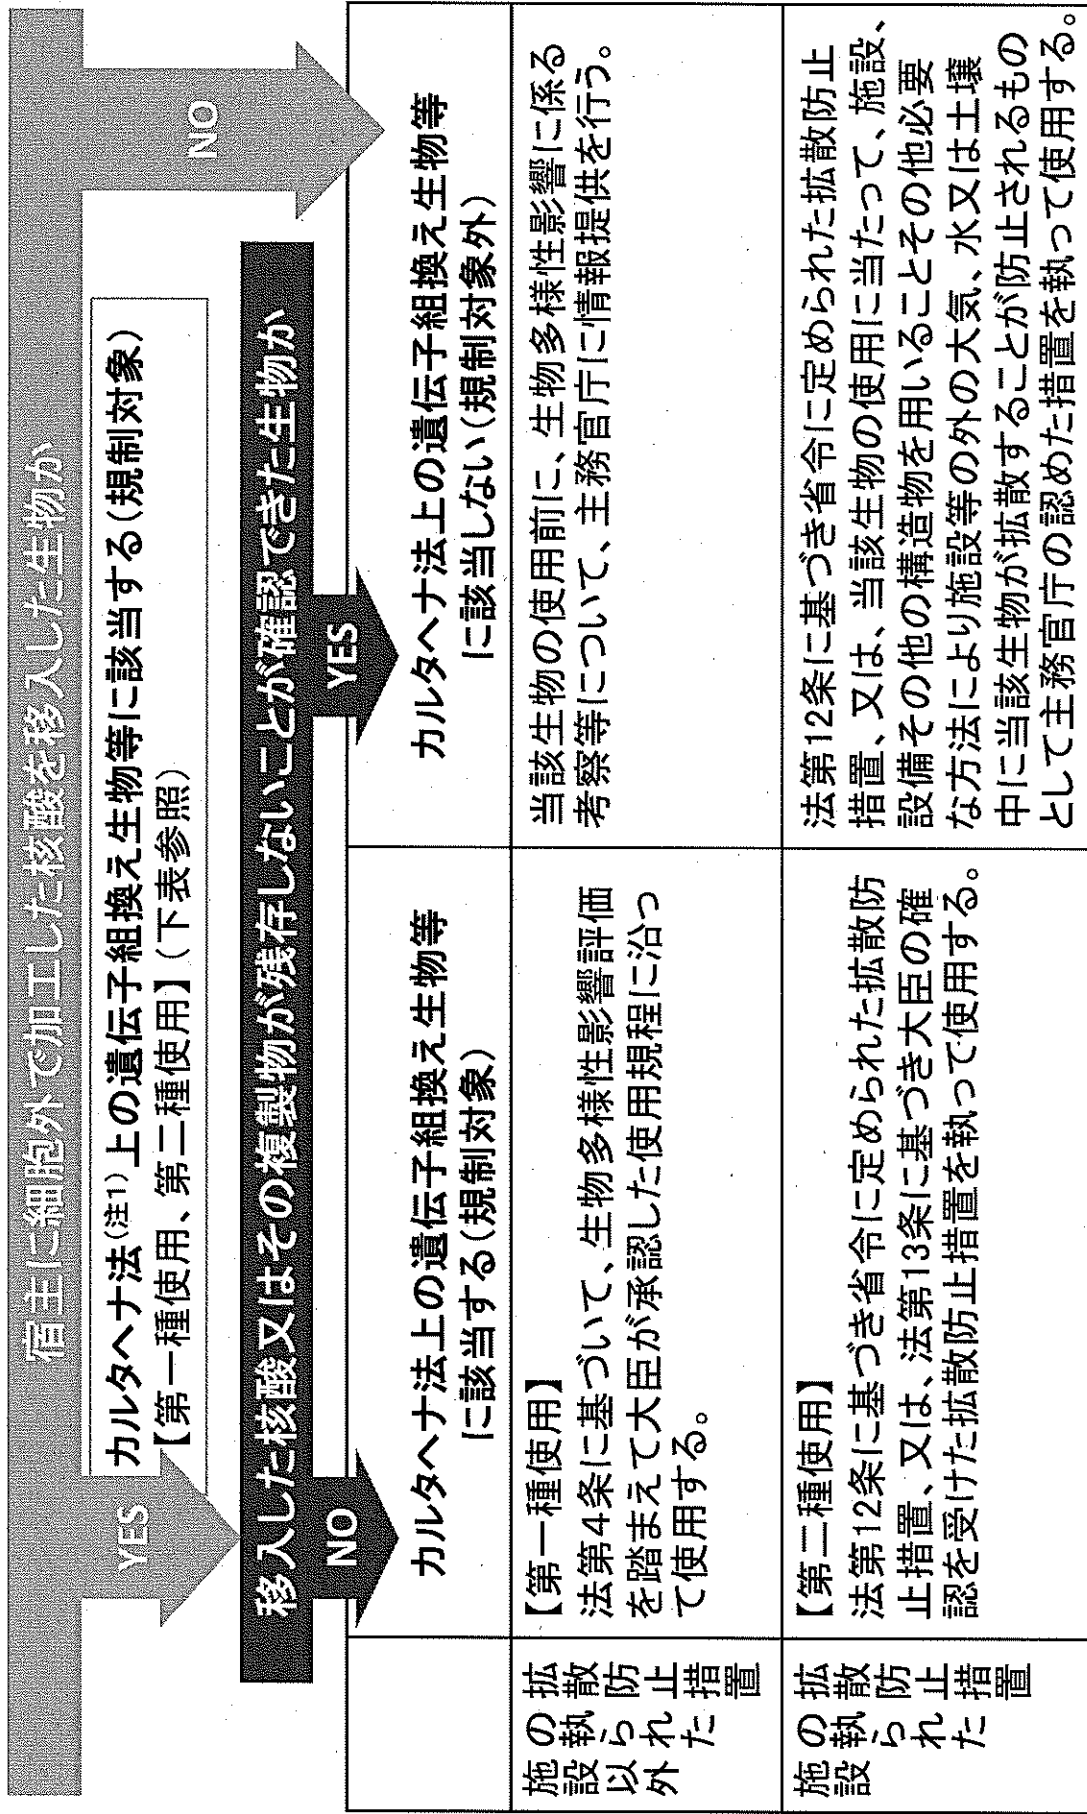 宿主に細胞外で加工した核酸を移入した生物か
YES
NO
カルタヘナ法(注1)上の遺伝子組換え生物等に該当する(規制対象)
【第一種使用、第二種使用】(下表参照)
移入した核酸又はその複製物が残存しないことが確認できた生物か
NO
YES
カルタヘナ法上の遺伝子組換え生物等
に該当する(規制対象)
カルタヘナ法上の遺伝子組換え生物等
に該当しない(規制対象外)
拡散防止措置
の執られた
施設以外
【第一種使用】
法第4条に基づいて、生物多様性影響評価
を踏まえて大臣が承認した使用規程に沿っ
て使用する。
当該生物の使用前に、生物多様性影響に係る
考察等について、主務官庁に情報提供を行う。
拡散防止措置
の執られた
施設
【第二種使用】
法第12条に基づき省令に定められた拡散防
止措置、又は、法第13条に基づき大臣の確
認を受けた拡散防止措置を執って使用する。
法第12条に基づき省令に定められた拡散防止
措置、又は、当該生物の使用に当たって、施設、
設備その他の構造物を用いることその他必要
な方法により施設等の外の大気、水又は土壌
中に当該生物が拡散することが防止されるもの
として主務官庁の認めた措置を執って使用する。